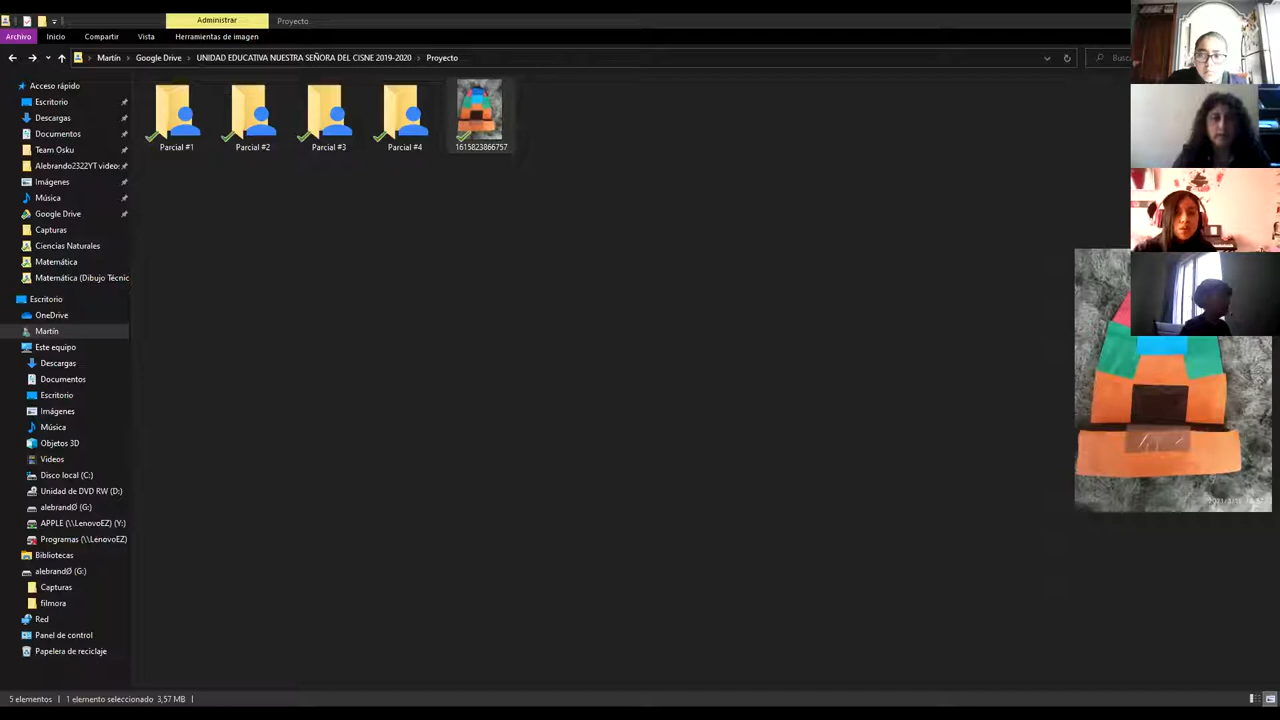 Administrar
Proyecto
Archivo
Inicio
Compartir
Vista
Herramientas de imagen
Martín
Google Drive
UNIDAD EDUCATIVA NUESTRA SEÑORA DEL CISNE 2019-2020
Proyecto
Busc
Acceso rápido
Escritorio
Descargas
Documentos
Team Osku
Alebrando2322YT videos
Imágenes
Música
Google Drive
Capturas
Ciencias Naturales
Matemática
Matemática (Dibujo Técnic
Escritorio
OneDrive
Martín
Este equipo
Descargas
Documentos
Escritorio
Imágenes
Música
Objetos 3D
Videos
Disco local (C:)
Unidad de DVD RW (D:)
alebrandØ (G:)
APPLE (\\LenovoEZ) (Y:)
Programas (\\LenovoEZ)
Bibliotecas
alebrandØ (G:)
Capturas
filmora
Red
Panel de control
Papelera de reciclaje
Parcial #1
Parcial #2
Parcial #3
Parcial #4
1615823866757
5 elementos
1 elemento seleccionado 3,57 MB